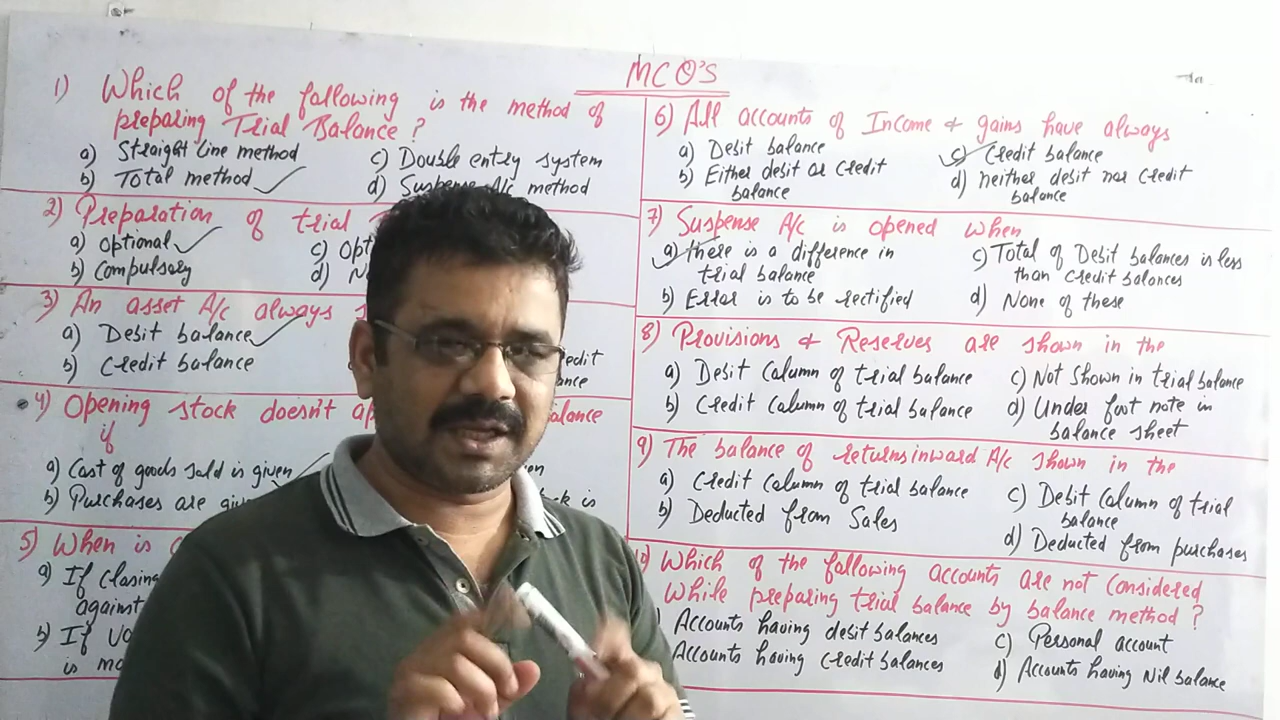 MCQ'S
1) Which of the following is the method of
preparing Trial Balance?
a) Straight Line method
b) Total method ✓
c) Double entry system
d) Suspense A/c method
2) Preparation of trial
a) Optional ✓
b) Compulsory
c) Opt
d) N
3) An asset A/c always
a) Debit balance ✓
b) Credit balance
edit
ance
4) Opening stock doesn't ap alance
if
a) Cost of goods sold is given ✓
b) Purchases are giv
en
ck is
5) When is
a) If closing
against
b) If
is
6) All accounts of Income & gains have always
a) Debit balance
b) Either debit or credit
balance
✓ c) Credit balance
d) neither debit nor credit
balance
7) Suspense A/c is opened when
✓ a) there is a difference in
trial balance
b) Error is to be rectified
c) Total of Debit balances is less
than credit balances
d) None of these
8) Provisions & Reserves are shown in the
a) Debit Column of trial balance
b) Credit Column of trial balance
c) Not shown in trial balance
d) Under foot note in
balance sheet
9) The balance of returns inward A/c shown in the
a) Credit Column of trial balance
b) Deducted from Sales
c) Debit Column of trial
balance
d) Deducted from purchases
Which of the following accounts are not considered
while preparing trial balance by balance method?
Accounts having debit balances
Accounts having credit balances
c) Personal account
d) Accounts having Nil balance